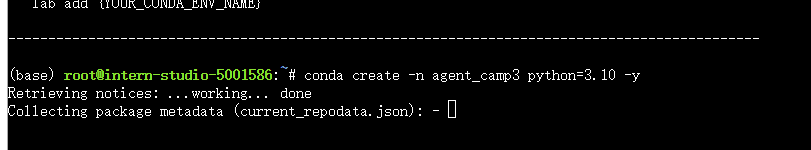 lab add {YOUR_CONDA_ENV_NAME}
--------------------------------------------------------------------------------------------
(base) root@intern-studio-5001586:~# conda create -n agent_camp3 python=3.10 -y
Retrieving notices: ...working... done
Collecting package metadata (current_repodata.json): -